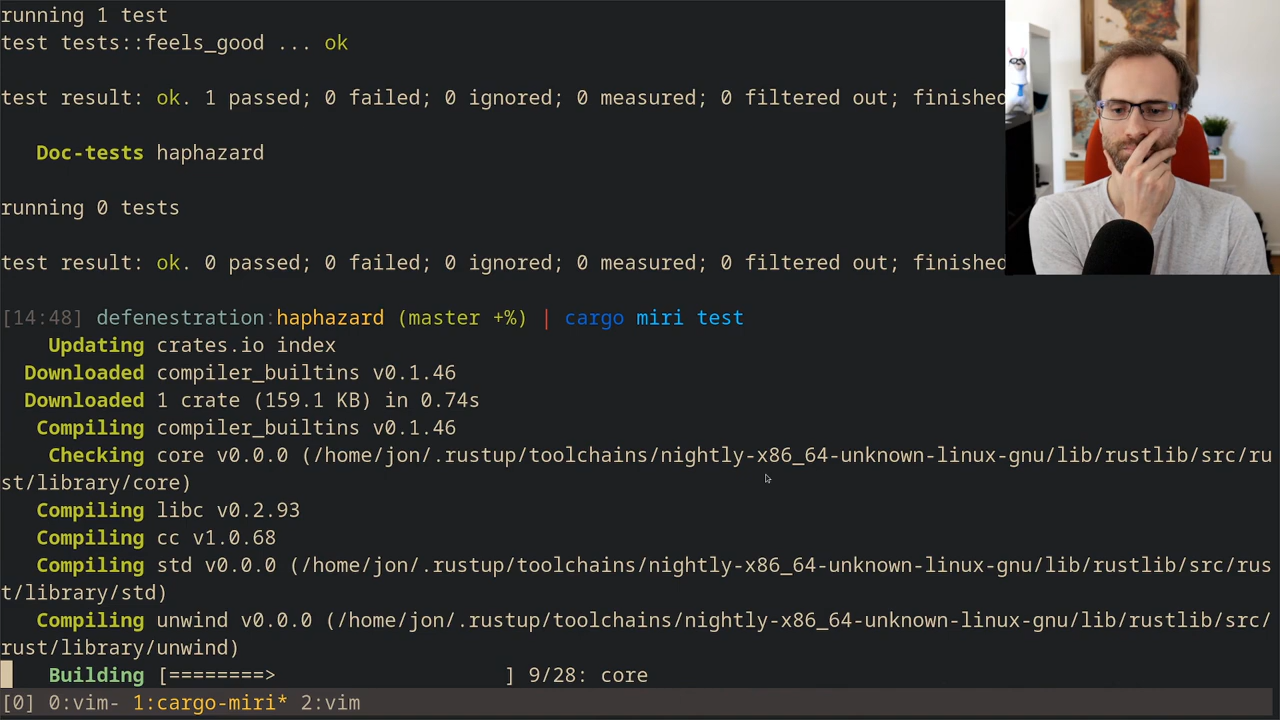 running 1 test
test tests::feels_good ... ok
test result: ok. 1 passed; 0 failed; 0 ignored; 0 measured; 0 filtered out; finished
Doc-tests haphazard
running 0 tests
test result: ok. 0 passed; 0 failed; 0 ignored; 0 measured; 0 filtered out; finished
[14:48] defenestration:haphazard (master +%) | cargo miri test
Updating crates.io index
Downloaded compiler_builtins v0.1.46
Downloaded 1 crate (159.1 KB) in 0.74s
Compiling compiler_builtins v0.1.46
Checking core v0.0.0 (/home/jon/.rustup/toolchains/nightly-x86_64-unknown-linux-gnu/lib/rustlib/src/ru
st/library/core)
Compiling libc v0.2.93
Compiling cc v1.0.68
Compiling std v0.0.0 (/home/jon/.rustup/toolchains/nightly-x86_64-unknown-linux-gnu/lib/rustlib/src/rus
t/library/std)
Compiling unwind v0.0.0 (/home/jon/.rustup/toolchains/nightly-x86_64-unknown-linux-gnu/lib/rustlib/src/
rust/library/unwind)
Building [========>                    ] 9/28: core
[0] 0:vim- 1:cargo-miri* 2:vim